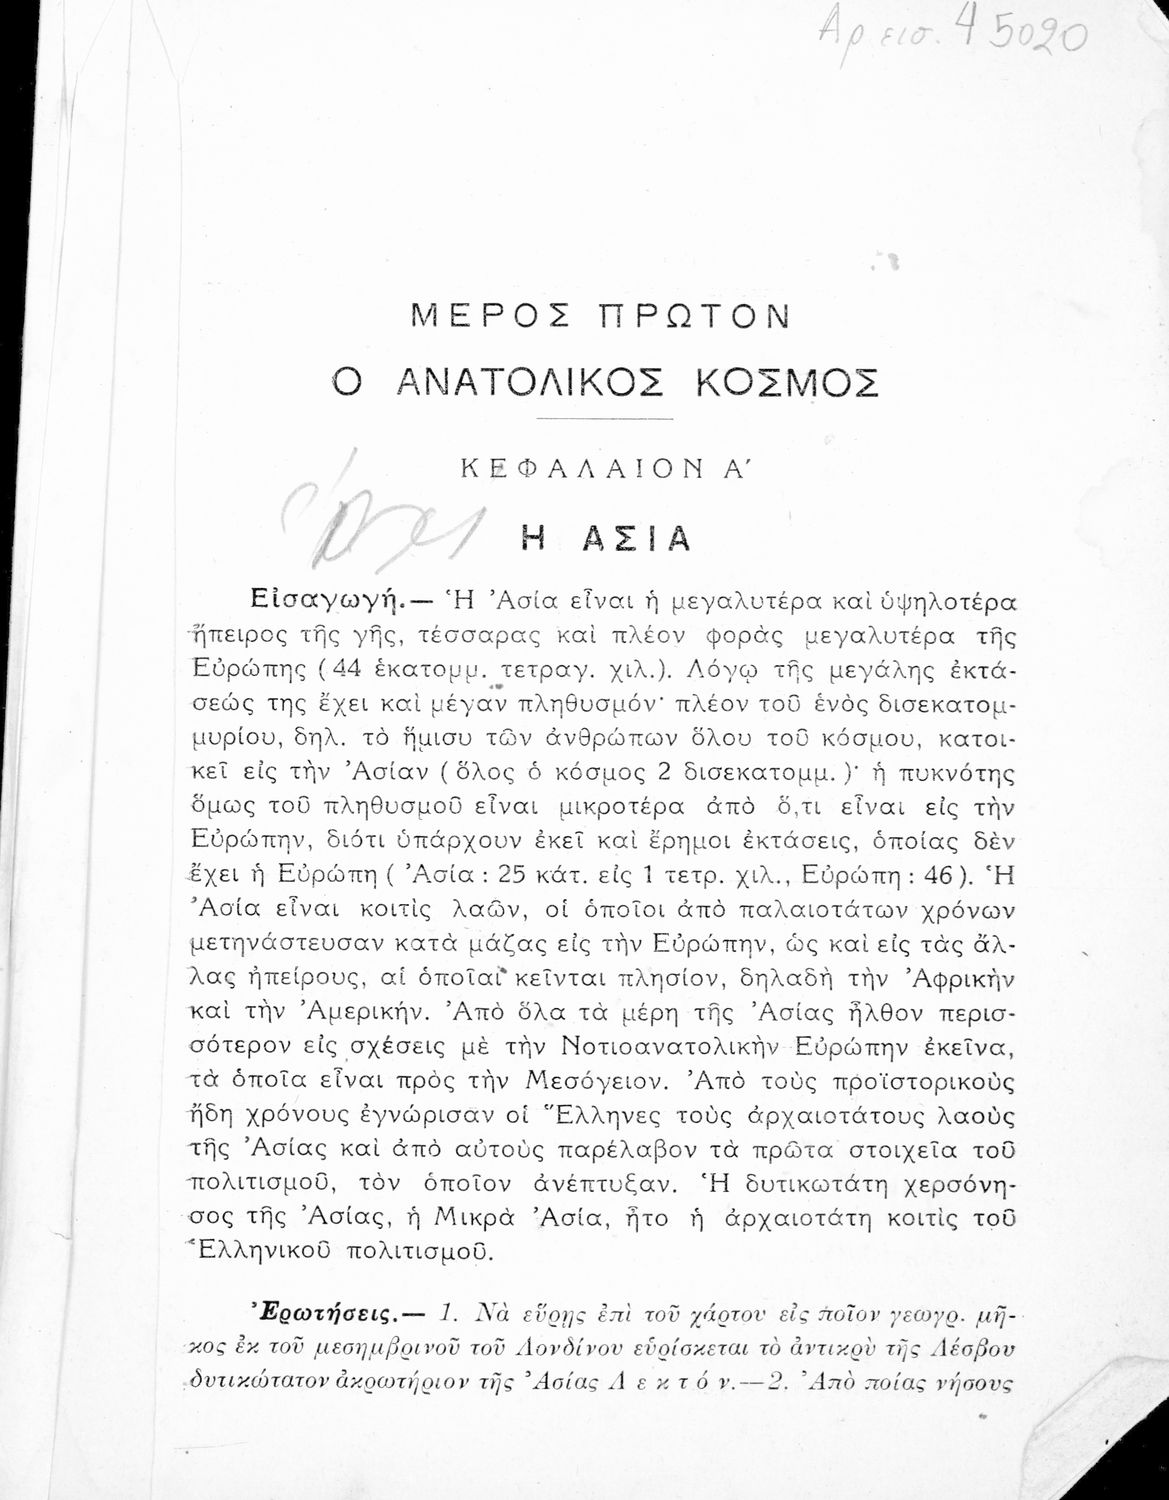 Αρ εισ. 45020
ΜΕΡΟΣ ΠΡΩΤΟΝ
Ο ΑΝΑΤΟΛΙΚΟΣ ΚΟΣΜΟΣ
ΚΕΦΑΛΑΙΟΝ Α΄
Η ΑΣΙΑ
Εἰσαγωγή.— Ἡ Ἀσία εἶναι ἡ μεγαλυτέρα καὶ ὑψηλοτέρα
ἤπειρος τῆς γῆς, τέσσαρας καὶ πλέον φορὰς μεγαλυτέρα τῆς
Εὐρώπης (44 ἑκατομμ. τετραγ. χιλ.). Λόγῳ τῆς μεγάλης ἐκτά-
σεώς της ἔχει καὶ μέγαν πληθυσμόν· πλέον τοῦ ἑνὸς δισεκατομ-
μυρίου, δηλ. τὸ ἥμισυ τῶν ἀνθρώπων ὅλου τοῦ κόσμου, κατοι-
κεῖ εἰς τὴν Ἀσίαν (ὅλος ὁ κόσμος 2 δισεκατομμ.)· ἡ πυκνότης
ὅμως τοῦ πληθυσμοῦ εἶναι μικροτέρα ἀπὸ ὅ,τι εἶναι εἰς τὴν
Εὐρώπην, διότι ὑπάρχουν ἐκεῖ καὶ ἔρημοι ἐκτάσεις, ὁποίας δὲν
ἔχει ἡ Εὐρώπη (Ἀσία : 25 κάτ. εἰς 1 τετρ. χιλ., Εὐρώπη : 46). Ἡ
Ἀσία εἶναι κοιτὶς λαῶν, οἱ ὁποῖοι ἀπὸ παλαιοτάτων χρόνων
μετηνάστευσαν κατὰ μάζας εἰς τὴν Εὐρώπην, ὡς καὶ εἰς τὰς ἄλ-
λας ἠπείρους, αἱ ὁποῖαι κεῖνται πλησίον, δηλαδὴ τὴν Ἀφρικὴν
καὶ τὴν Ἀμερικήν. Ἀπὸ ὅλα τὰ μέρη τῆς Ἀσίας ἦλθον περισ-
σότερον εἰς σχέσεις μὲ τὴν Νοτιοανατολικὴν Εὐρώπην ἐκεῖνα,
τὰ ὁποῖα εἶναι πρὸς τὴν Μεσόγειον. Ἀπὸ τοὺς προϊστορικοὺς
ἤδη χρόνους ἐγνώρισαν οἱ Ἕλληνες τοὺς ἀρχαιοτάτους λαοὺς
τῆς Ἀσίας καὶ ἀπὸ αὐτοὺς παρέλαβον τὰ πρῶτα στοιχεῖα τοῦ
πολιτισμοῦ, τὸν ὁποῖον ἀνέπτυξαν. Ἡ δυτικωτάτη χερσόνη-
σος τῆς Ἀσίας, ἡ Μικρὰ Ἀσία, ἦτο ἡ ἀρχαιοτάτη κοιτὶς τοῦ
Ἑλληνικοῦ πολιτισμοῦ.
Ἐρωτήσεις.— 1. Νὰ εὕρῃς ἐπὶ τοῦ χάρτου εἰς ποῖον γεωγρ. μῆ-
κος ἐκ τοῦ μεσημβρινοῦ τοῦ Λονδίνου εὑρίσκεται τὸ ἀντικρὺ τῆς Λέσβου
δυτικώτατον ἀκρωτήριον τῆς Ἀσίας Λεκτόν.—2. Ἀπὸ ποίας νήσους